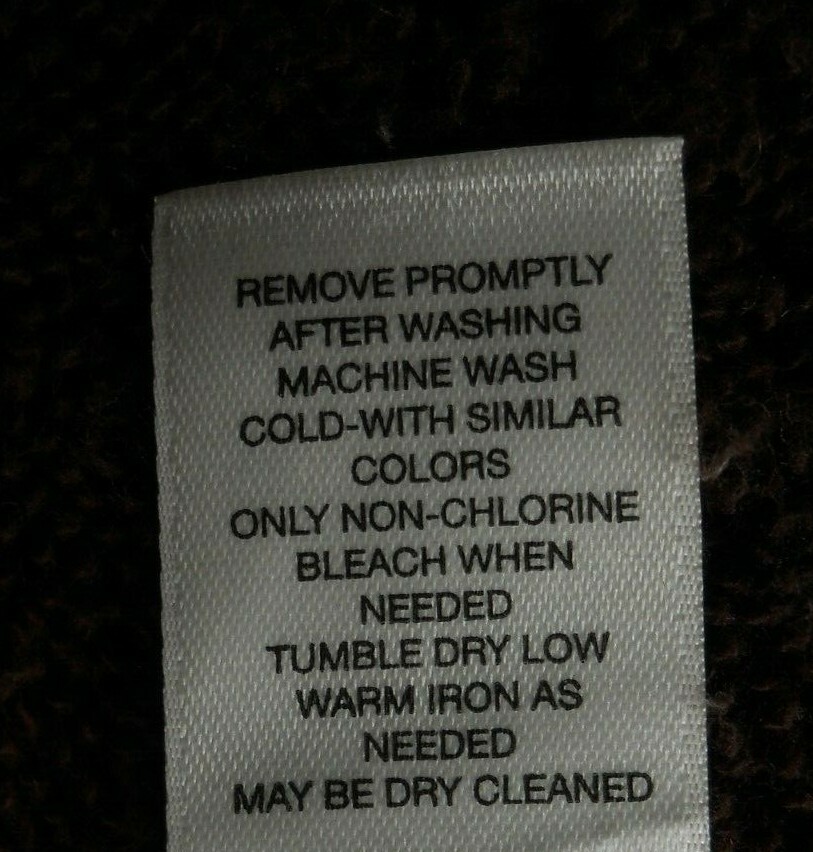 REMOVE PROMPTLY
AFTER WASHING
MACHINE WASH
COLD-WITH SIMILAR
COLORS
ONLY NON-CHLORINE
BLEACH WHEN
NEEDED
TUMBLE DRY LOW
WARM IRON AS
NEEDED
MAY BE DRY CLEANED